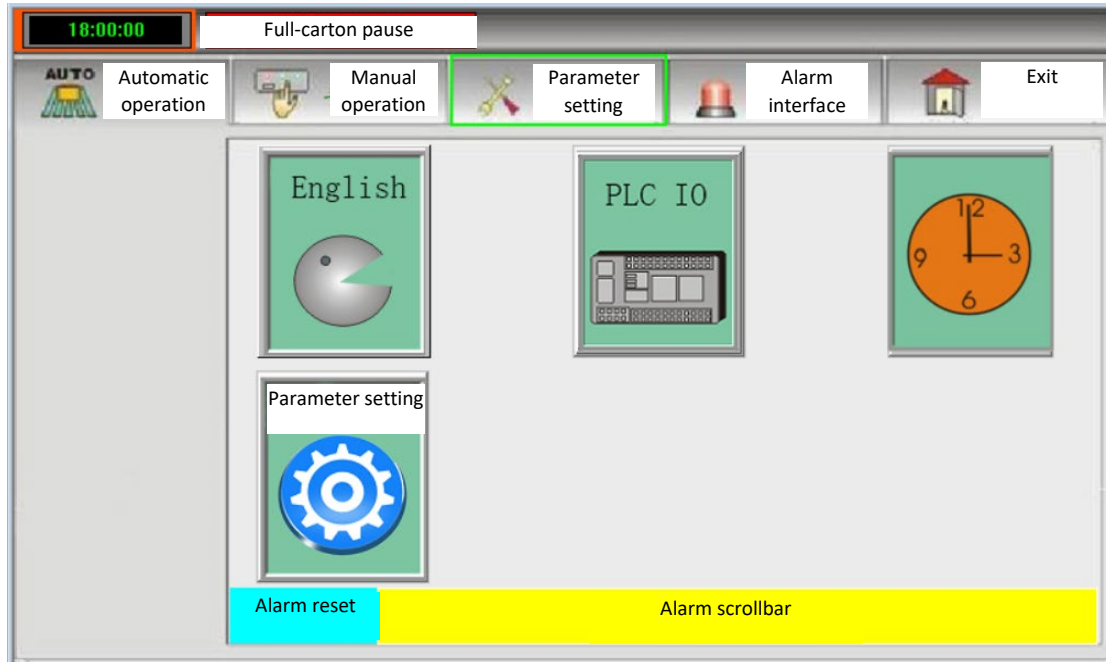 18:00:00
Full-carton pause
AUTO
Automatic
operation
Manual
operation
Parameter
setting
Alarm
interface
Exit
English
PLC IO
12
9
3
6
Parameter setting
Alarm reset
Alarm scrollbar